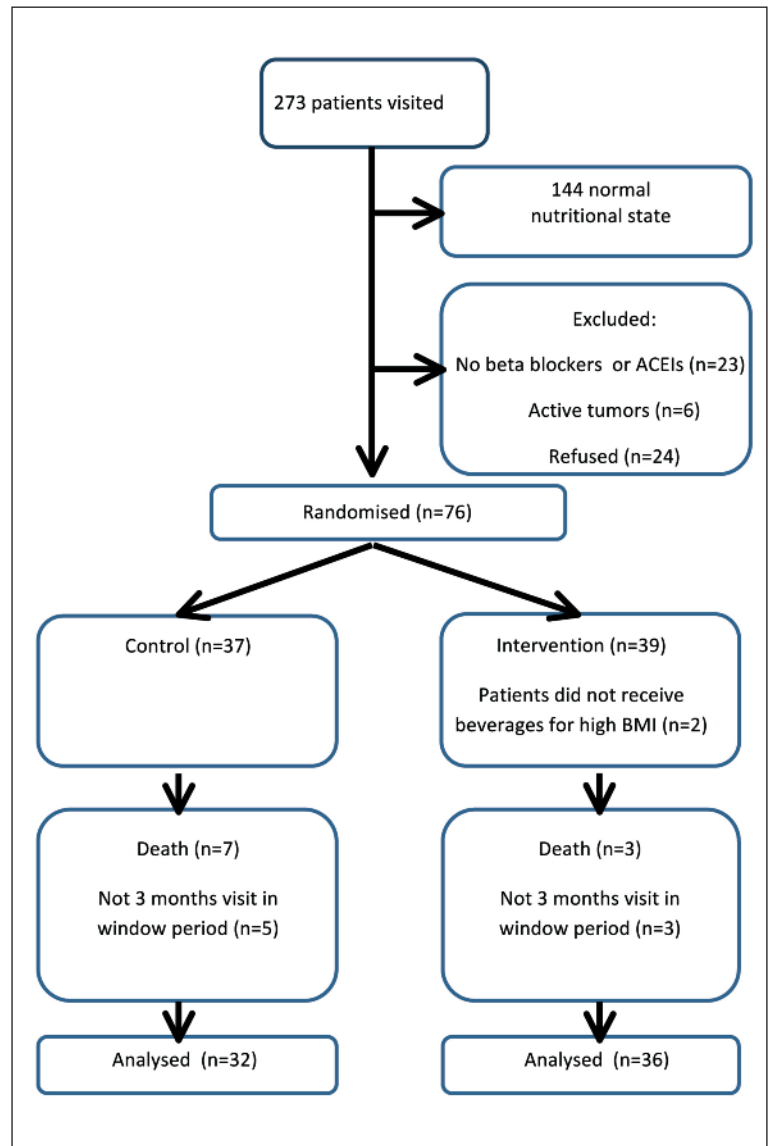 273 patients visited
144 normal
nutritional state
Excluded:
No beta blockers or ACEIs (n=23)
Active tumors (n=6)
Refused (n=24)
Randomised (n=76)
Control (n=37)
Intervention (n=39)
Patients did not receive
beverages for high BMI (n=2)
Death (n=7)
Not 3 months visit in
window period (n=5)
Death (n=3)
Not 3 months visit in
window period (n=3)
Analysed (n=32)
Analysed (n=36)